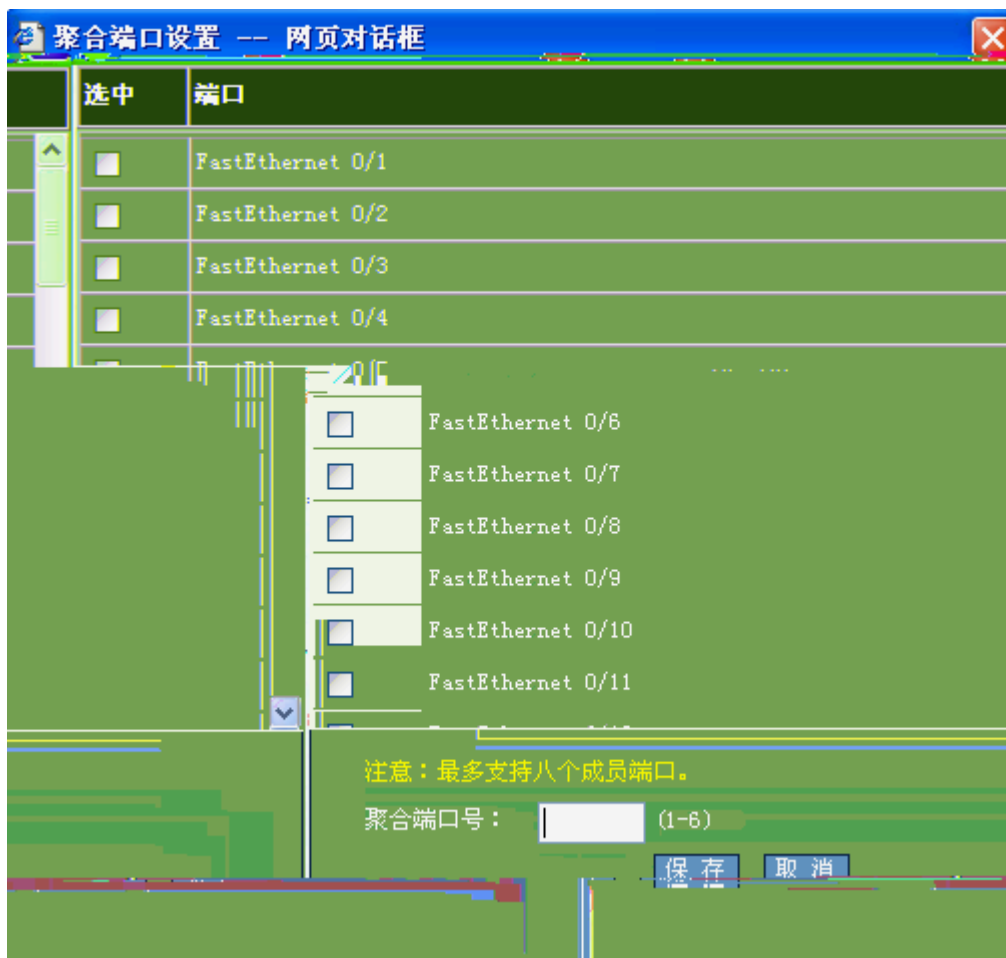 聚合端口设置 -- 网页对话框
选中 端口
FastEthernet 0/1
FastEthernet 0/2
FastEthernet 0/3
FastEthernet 0/4
FastEthernet 0/6
FastEthernet 0/7
FastEthernet 0/8
FastEthernet 0/9
FastEthernet 0/10
FastEthernet 0/11
注意：最多支持八个成员端口。
聚合端口号： (1-6)
保 存 取 消